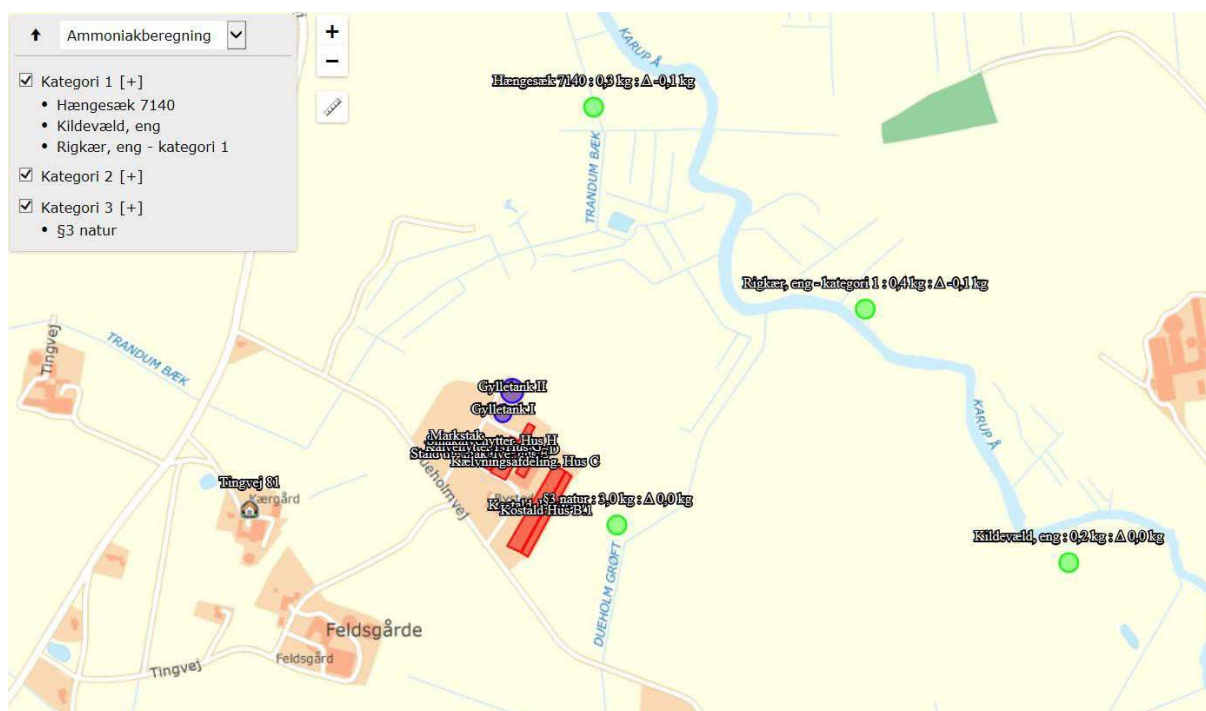 Ammoniakberegning
Kategori 1 [+]
• Hængesæk 7140
• Kildevæld, eng
• Rigkær, eng - kategori 1
Kategori 2 [+]
Kategori 3 [+]
• §3 natur
+
−
KARUP Å
Hængesæk 7140 : 0,3 kg : Δ -0,1 kg
TRANDUM BÆK
Rigkær, eng - kategori 1 : 0,4 kg : Δ -0,1 kg
Tingvej
TRANDUM BÆK
Gylletank II
Gylletank I
KARUP Å
Markstak
Hus H
Kælvningsafdeling, Hus C
Dueholmvej
Tingvej 81
Kærgård
§3 natur : 3,0 kg : Δ 0,0 kg
Kostald Hus B.1
Kildevæld, eng : 0,2 kg : Δ 0,0 kg
DUEHOLM GRØFT
Feldsgårde
Feldsgård
Tingvej